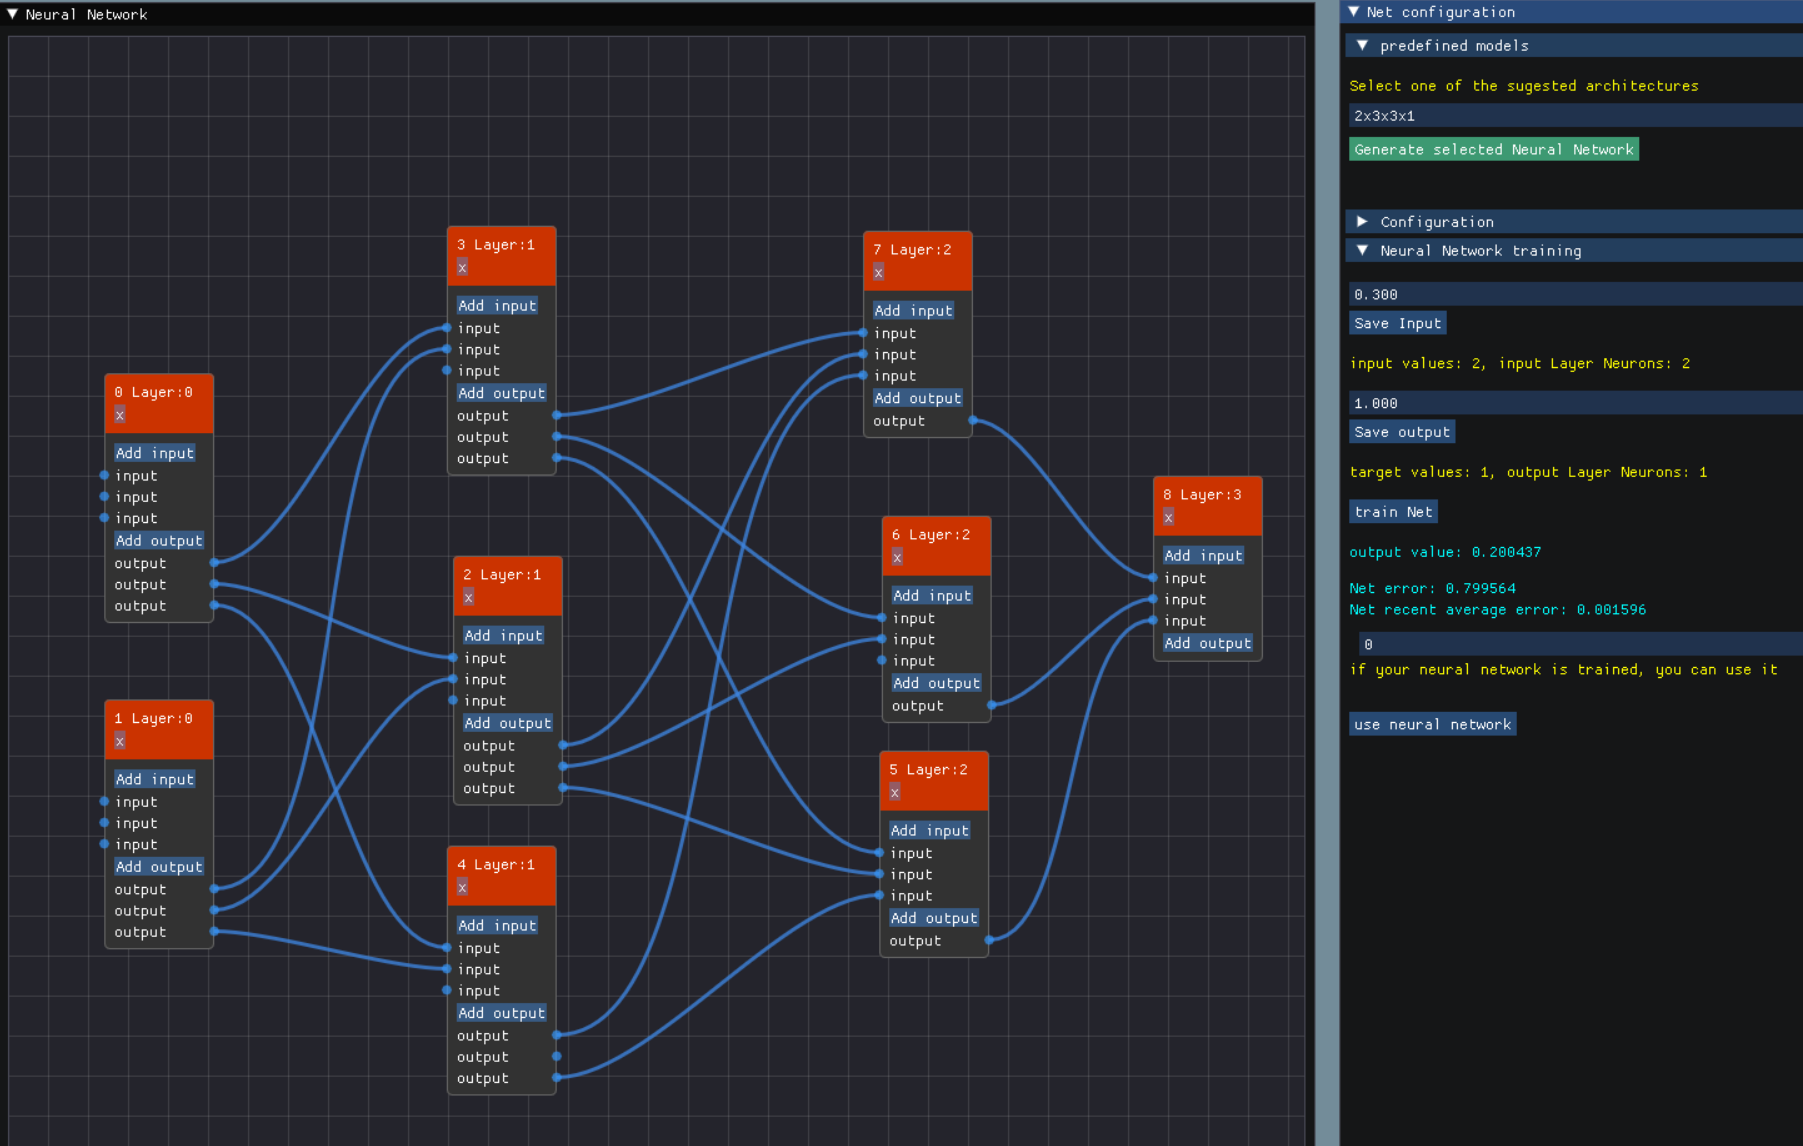 Neural Network
0 Layer:0
x
Add input
input
input
input
Add output
output
output
output
1 Layer:0
x
Add input
input
input
input
Add output
output
output
output
3 Layer:1
x
Add input
input
input
input
Add output
output
output
output
2 Layer:1
x
Add input
input
input
input
Add output
output
output
output
4 Layer:1
x
Add input
input
input
input
Add output
output
output
output
7 Layer:2
x
Add input
input
input
input
Add output
output
6 Layer:2
x
Add input
input
input
input
Add output
output
5 Layer:2
x
Add input
input
input
input
Add output
output
8 Layer:3
x
Add input
input
input
input
Add output
Net configuration
predefined models
Select one of the sugested architectures
2x3x3x1
Generate selected Neural Network
Configuration
Neural Network training
0.300
Save Input
input values: 2, input Layer Neurons: 2
1.000
Save output
target values: 1, output Layer Neurons: 1
train Net
output value: 0.200437
Net error: 0.799564
Net recent average error: 0.001596
0
if your neural network is trained, you can use it
use neural network